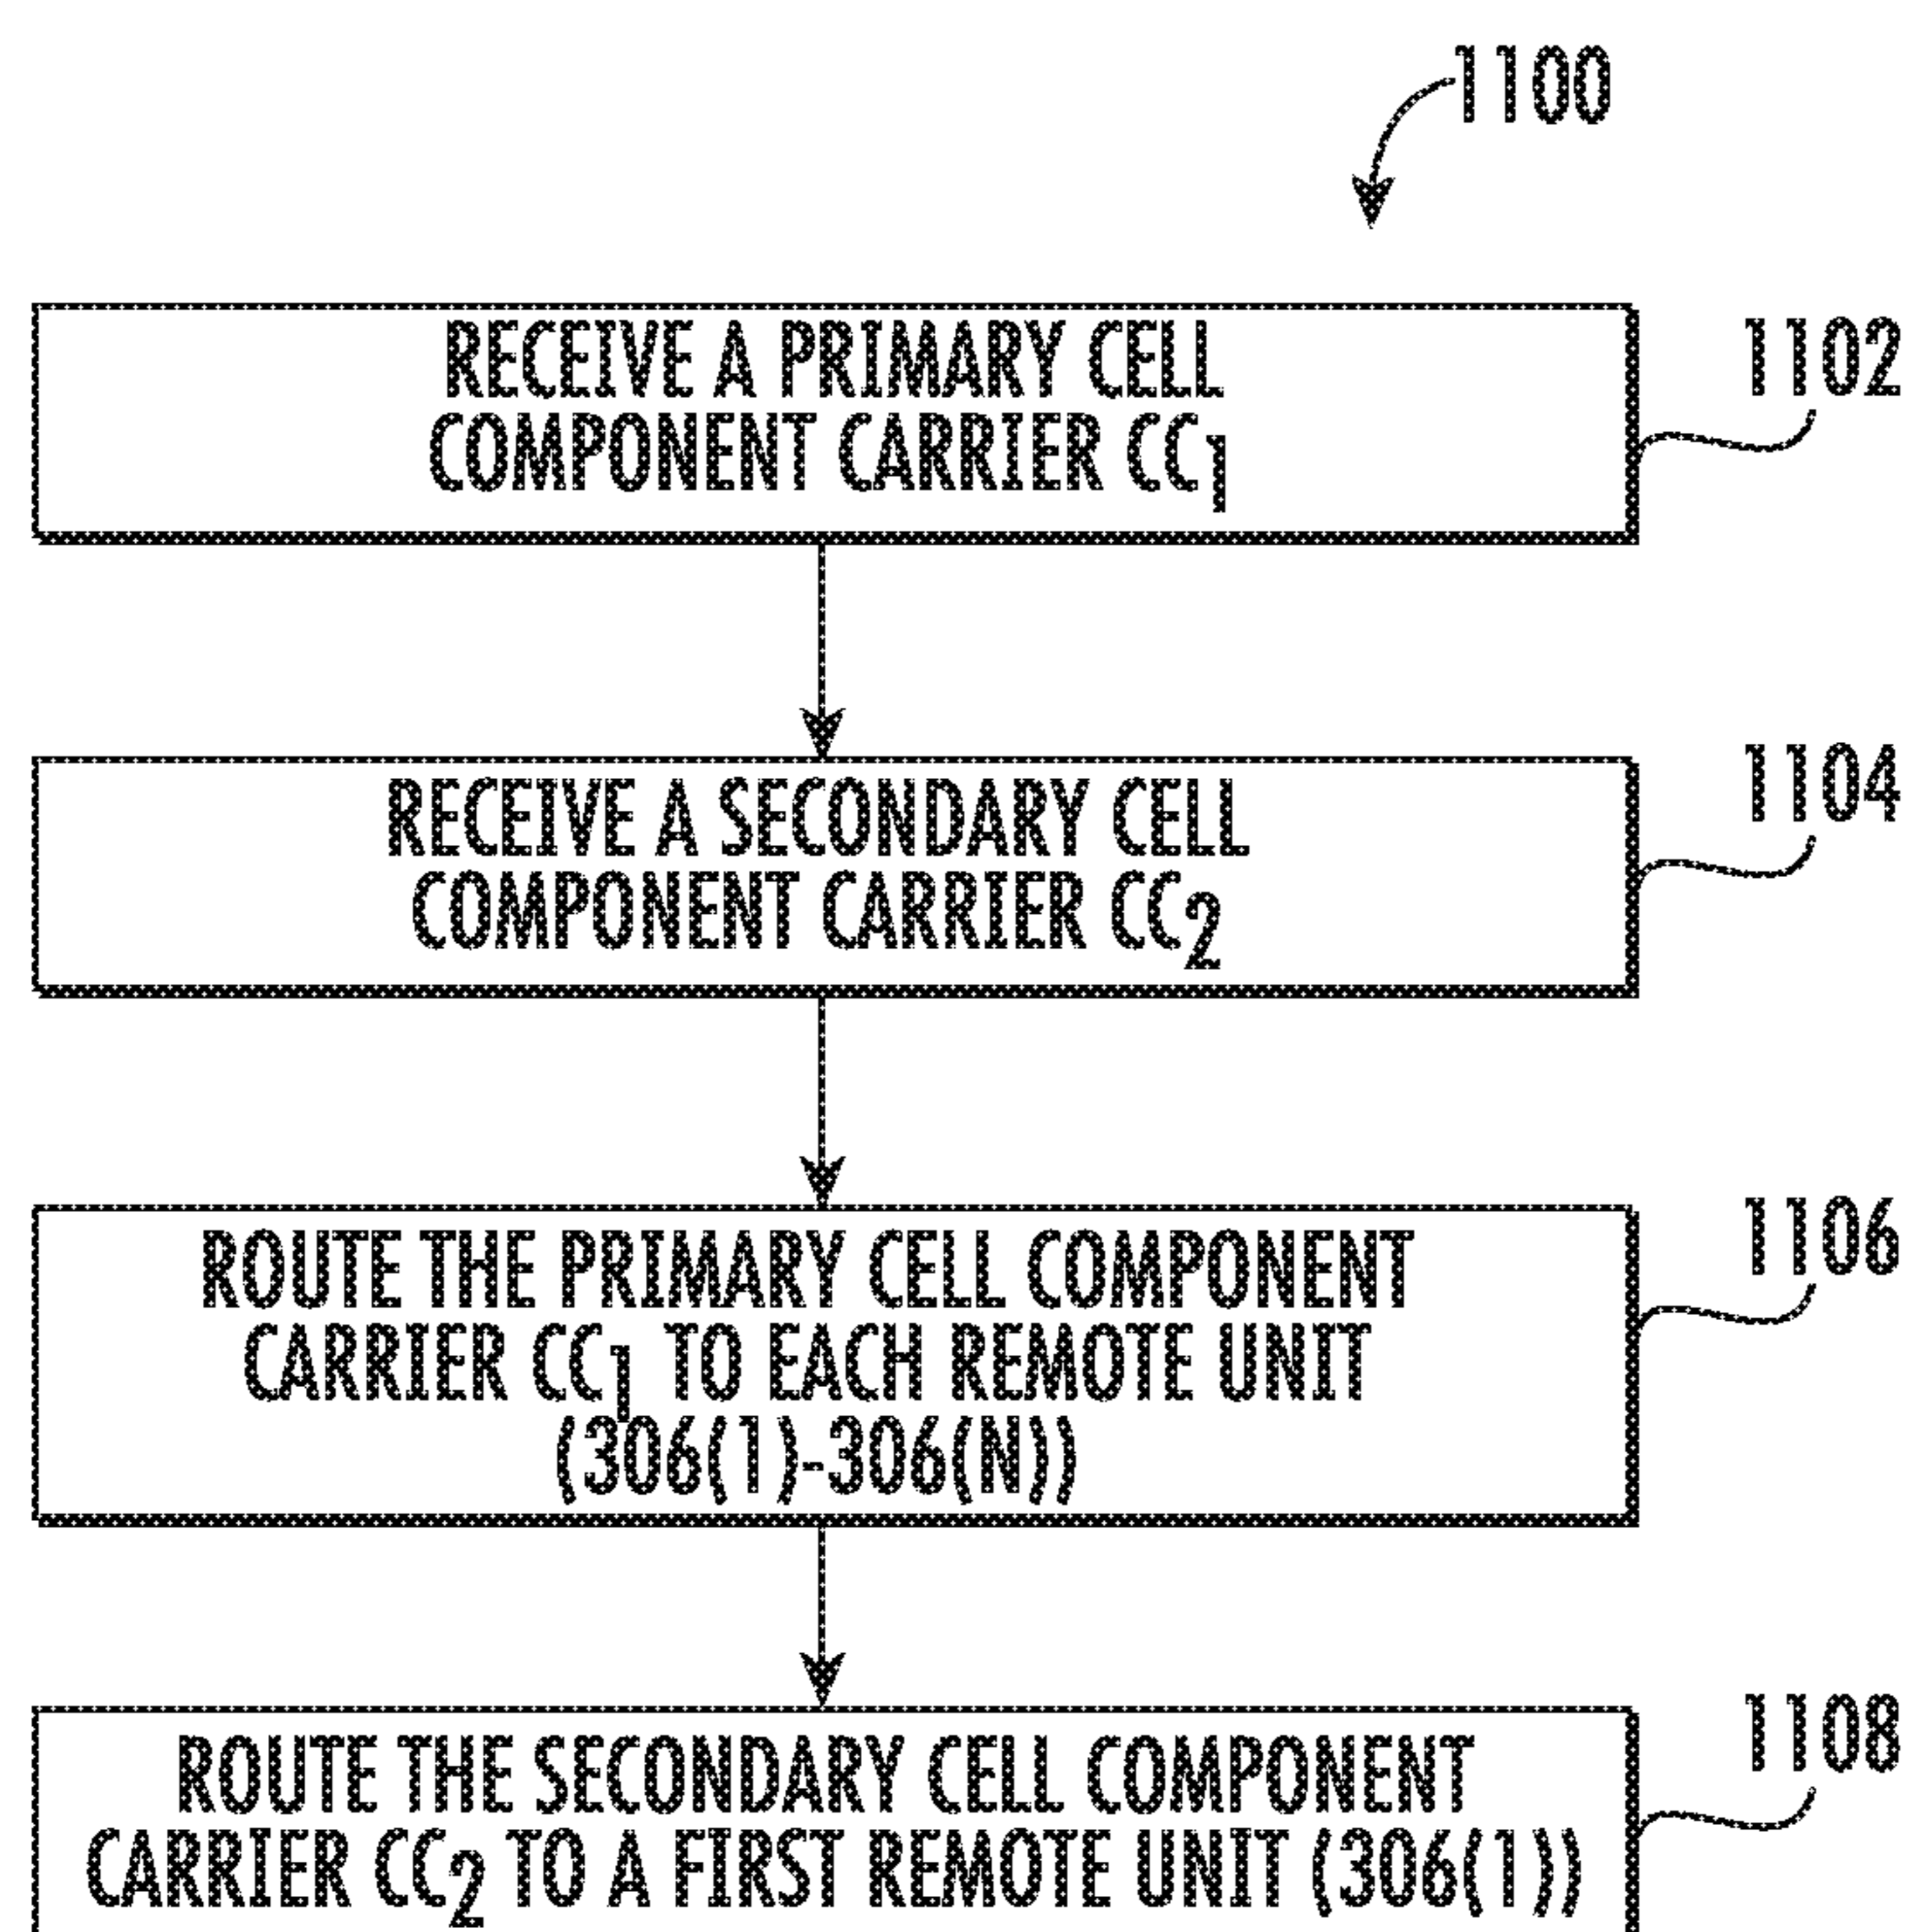 1100
RECEIVE A PRIMARY CELL
COMPONENT CARRIER CC1
1102
RECEIVE A SECONDARY CELL
COMPONENT CARRIER CC2
1104
ROUTE THE PRIMARY CELL COMPONENT
CARRIER CC1 TO EACH REMOTE UNIT
(306(1)-306(N))
1106
ROUTE THE SECONDARY CELL COMPONENT
CARRIER CC2 TO A FIRST REMOTE UNIT (306(1))
1108